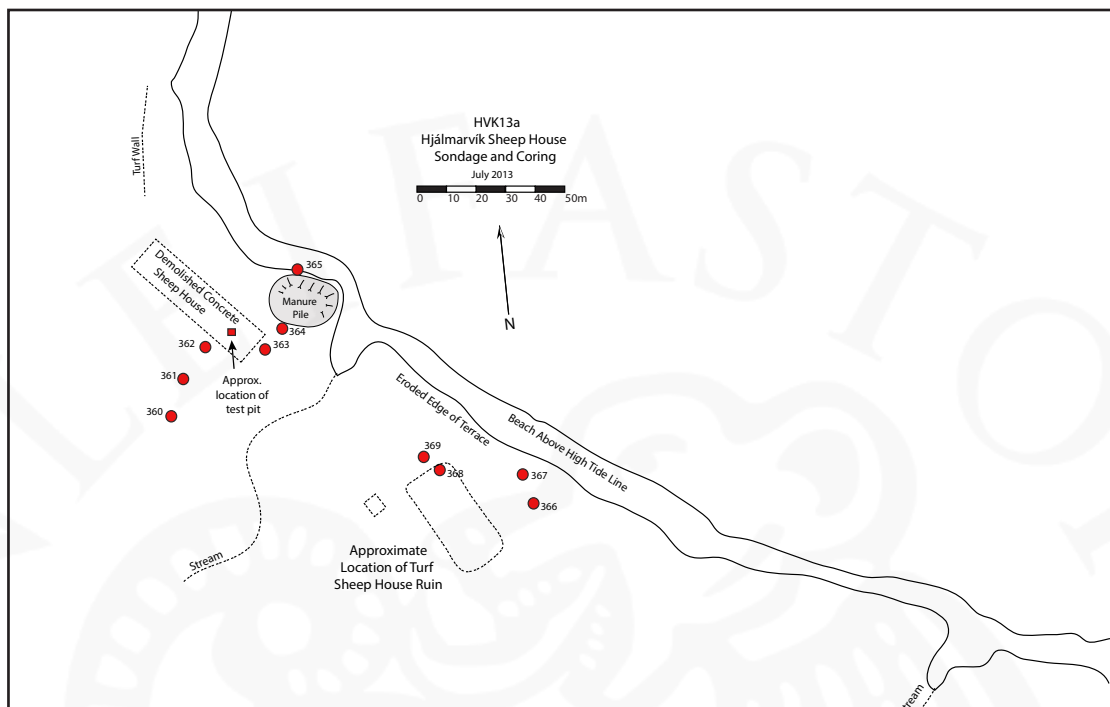 HVK13a
Hjálmarvík Sheep House
Sondage and Coring
July 2013
0 10 20 30 40 50m
N
Turf Wall
Demolished Concrete
Sheep House
365
Manure
Pile
364
363
362
361
360
Approx.
location of
test pit
Eroded Edge of Terrace
Beach Above High Tide Line
369
368
367
366
Approximate
Location of Turf
Sheep House Ruin
Stream
Stream